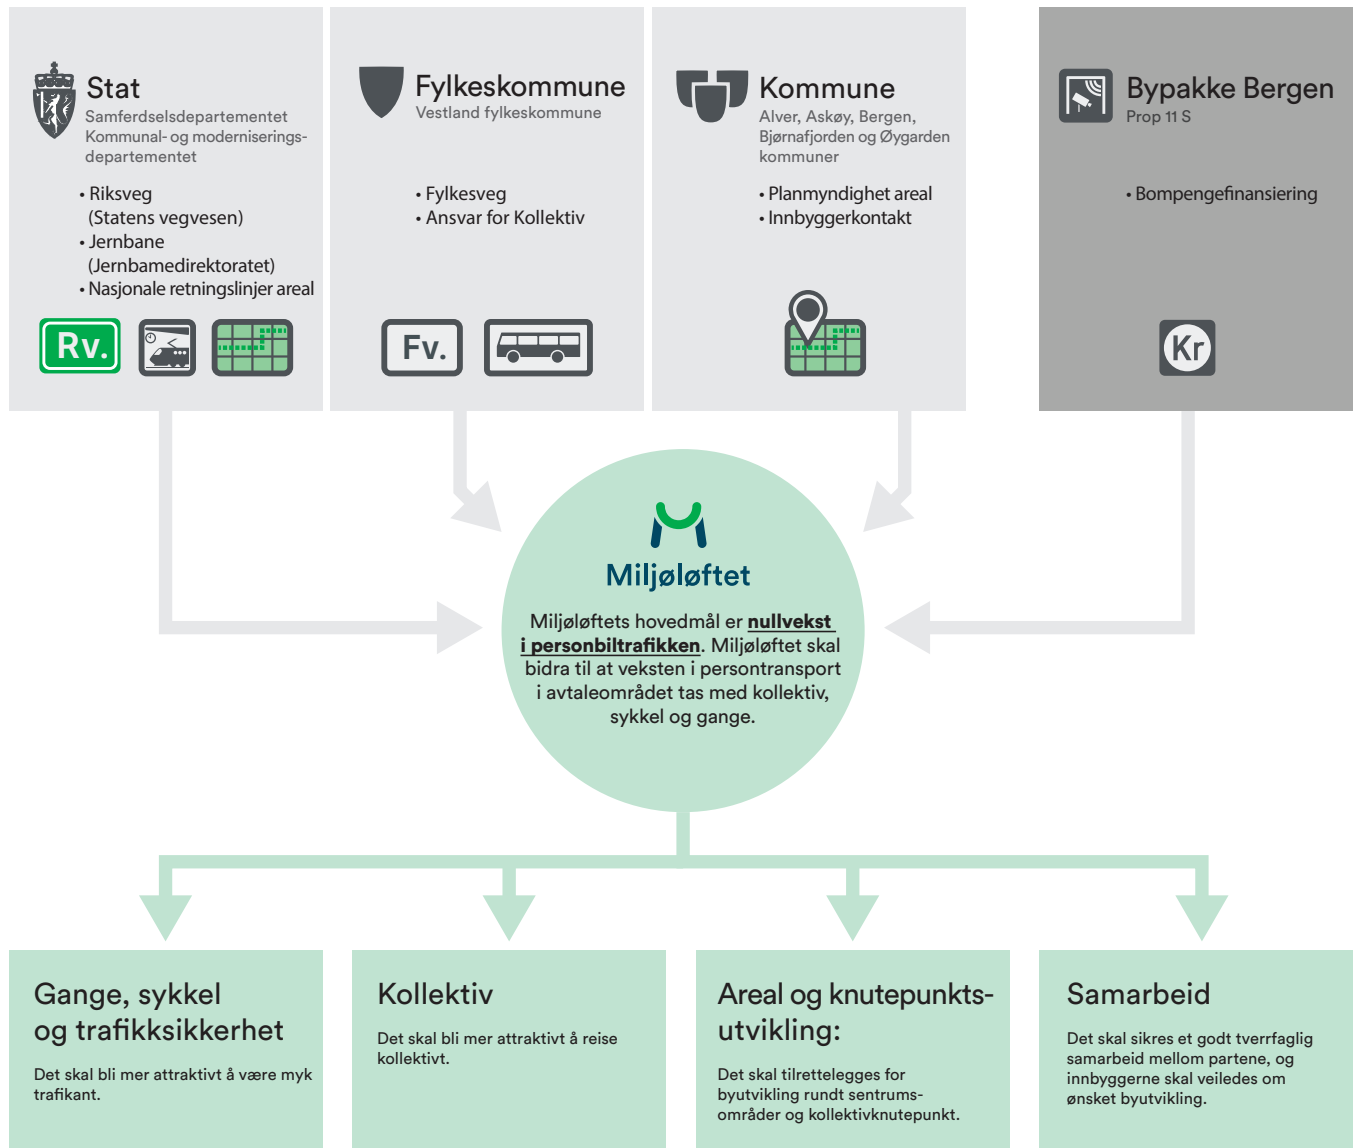 Stat
Samferdselsdepartementet
Kommunal- og moderniserings-
departementet
• Riksveg
(Statens vegvesen)
• Jernbane
(Jernbamedirektoratet)
• Nasjonale retningslinjer areal
Rv.
Fylkeskommune
Vestland fylkeskommune
• Fylkesveg
• Ansvar for Kollektiv
Fv.
Kommune
Alver, Askøy, Bergen,
Bjørnafjorden og Øygarden
kommuner
• Planmyndighet areal
• Innbyggerkontakt
Bypakke Bergen
Prop 11 S
• Bompengefinansiering
Kr
Miljøløftet
Miljøløftets hovedmål er nullvekst
i personbiltrafikken. Miljøløftet skal
bidra til at veksten i persontransport
i avtaleområdet tas med kollektiv,
sykkel og gange.
Gange, sykkel
og trafikksikkerhet
Det skal bli mer attraktivt å være myk
trafikant.
Kollektiv
Det skal bli mer attraktivt å reise
kollektivt.
Areal og knutepunkts-
utvikling:
Det skal tilrettelegges for
byutvikling rundt sentrums-
områder og kollektivknutepunkt.
Samarbeid
Det skal sikres et godt tverrfaglig
samarbeid mellom partene, og
innbyggerne skal veiledes om
ønsket byutvikling.